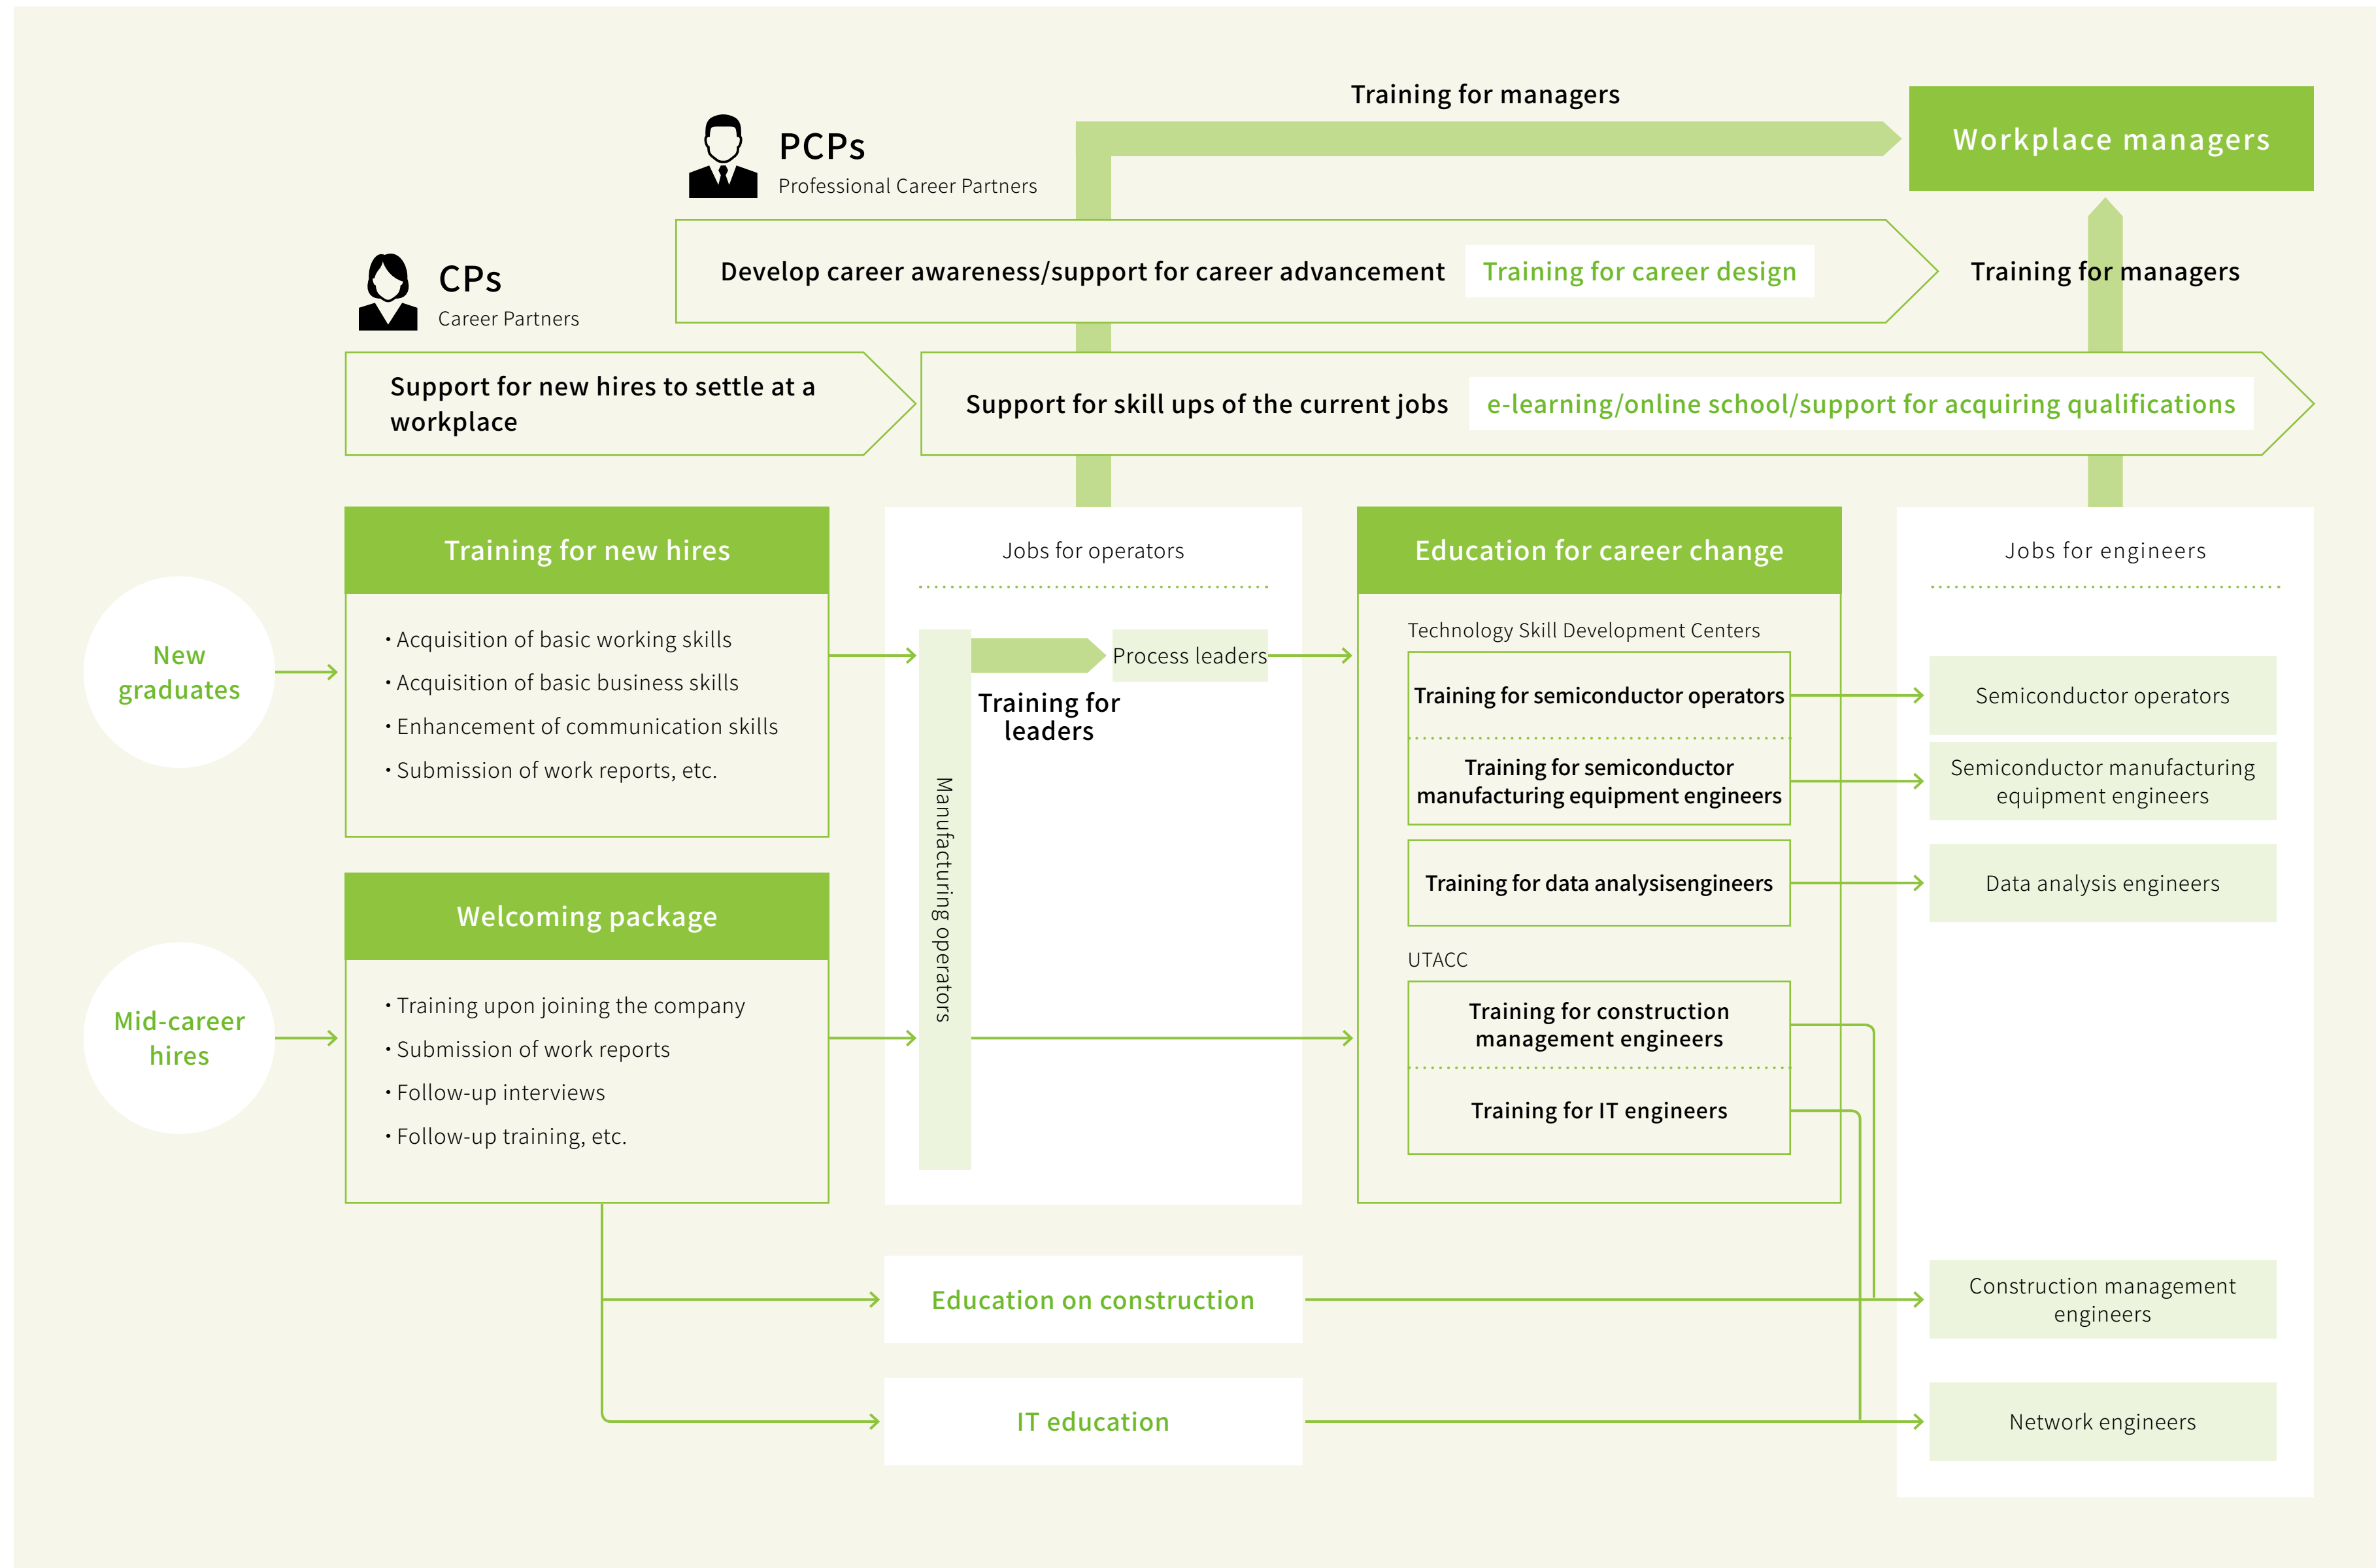 Training for managers
Workplace managers
PCPs
Professional Career Partners
Develop career awareness/support for career advancement
Training for career design
Training for managers
CPs
Career Partners
Support for new hires to settle at a
workplace
Support for skill ups of the current jobs
e-learning/online school/support for acquiring qualifications
New
graduates
Training for new hires
・Acquisition of basic working skills
・Acquisition of basic business skills
・Enhancement of communication skills
・Submission of work reports, etc.
Mid-career
hires
Welcoming package
・Training upon joining the company
・Submission of work reports
・Follow-up interviews
・Follow-up training, etc.
Jobs for operators
Manufacturing operators
Training for
leaders
Process leaders
Education for career change
Technology Skill Development Centers
Training for semiconductor operators
Training for semiconductor
manufacturing equipment engineers
Training for data analysisengineers
UTACC
Training for construction
management engineers
Training for IT engineers
Jobs for engineers
Semiconductor operators
Semiconductor manufacturing
equipment engineers
Data analysis engineers
Education on construction
Construction management
engineers
IT education
Network engineers